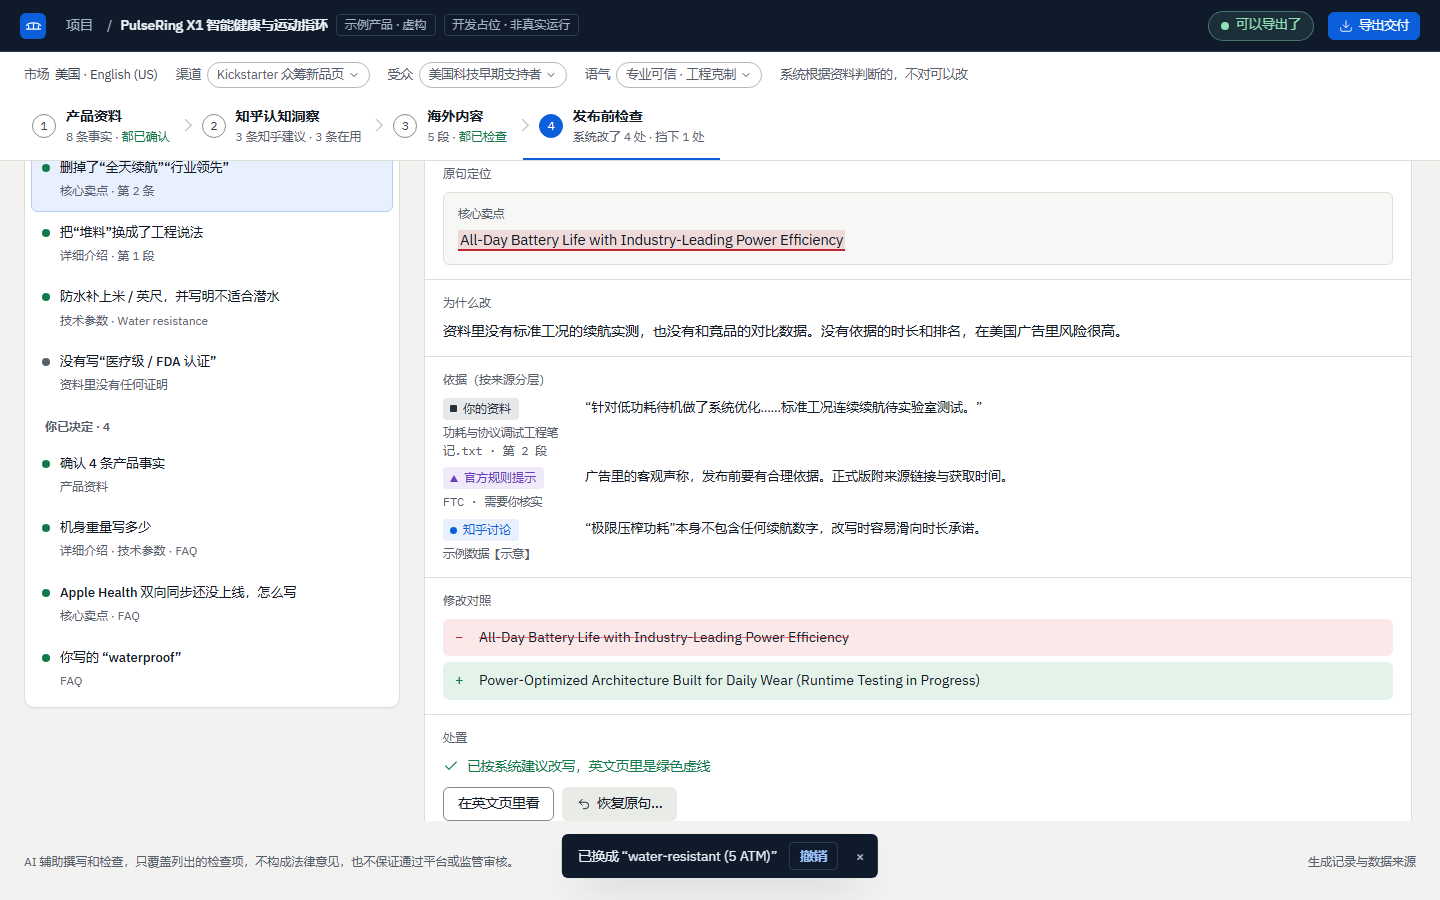 项目 / PulseRing X1 智能健康与运动指环 示例产品 · 虚构 开发占位 · 非真实运行 可以导出了 导出交付
市场 美国 · English (US) 渠道 Kickstarter 众筹新品页 受众 美国科技早期支持者 语气 专业可信 · 工程克制 系统根据资料判断的，不对可以改
1 产品资料
8 条事实 · 都已确认
2 知乎认知洞察
3 条知乎建议 · 3 条在用
3 海外内容
5 段 · 都已检查
4 发布前检查
系统改了 4 处 · 挡下 1 处
删掉了“全天续航”“行业领先”
核心卖点 · 第 2 条
把“堆料”换成了工程说法
详细介绍 · 第 1 段
防水补上米 / 英尺，并写明不适合潜水
技术参数 · Water resistance
没有写“医疗级 / FDA 认证”
资料里没有任何证明
你已决定 · 4
确认 4 条产品事实
产品资料
机身重量写多少
详细介绍 · 技术参数 · FAQ
Apple Health 双向同步还没上线，怎么写
核心卖点 · FAQ
你写的 “waterproof”
FAQ
原句定位
核心卖点
All-Day Battery Life with Industry-Leading Power Efficiency
为什么改
资料里没有标准工况的续航实测，也没有和竞品的对比数据。没有依据的时长和排名，在美国广告里风险很高。
依据（按来源分层）
你的资料
“针对低功耗待机做了系统优化……标准工况连续续航待实验室测试。”
功耗与协议调试工程笔
记.txt · 第 2 段
官方规则提示
广告里的客观声称，发布前要有合理依据。正式版附来源链接与获取时间。
FTC · 需要你核实
知乎讨论
“极限压榨功耗”本身不包含任何续航数字，改写时容易滑向时长承诺。
示例数据【示意】
修改对照
− All-Day Battery Life with Industry-Leading Power Efficiency
+ Power-Optimized Architecture Built for Daily Wear (Runtime Testing in Progress)
处置
已按系统建议改写，英文页里是绿色虚线
在英文页里看 恢复原句...
AI 辅助撰写和检查，只覆盖列出的检查项，不构成法律意见，也不保证通过平台或监管审核。
已换成 “water-resistant (5 ATM)” 撤销 ×
生成记录与数据来源